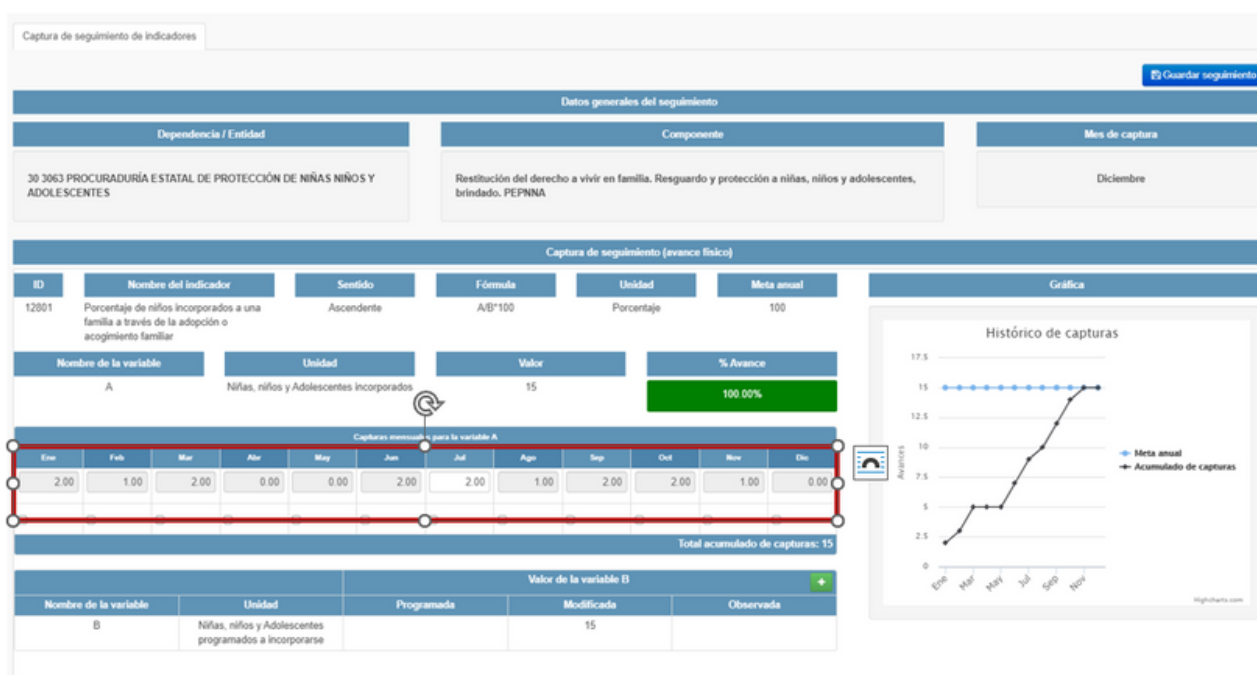 Captura de seguimiento de indicadores
Guardar seguimiento
Datos generales del seguimiento
Dependencia / Entidad
Componente
Mes de captura
30 3063 PROCURADURÍA ESTATAL DE PROTECCIÓN DE NIÑAS NIÑOS Y
ADOLESCENTES
Restitución del derecho a vivir en familia. Resguardo y protección a niñas, niños y adolescentes,
brindado. PEPNNA
Diciembre
Captura de seguimiento (avance físico)
ID
Nombre del indicador
Sentido
Fórmula
Unidad
Meta anual
Gráfica
12801
Porcentaje de niños incorporados a una
familia a través de la adopción o
acogimiento familiar
Ascendente
A/B*100
Porcentaje
100
Nombre de la variable
Unidad
Valor
% Avance
A
Niñas, niños y Adolescentes incorporados
15
100.00%
Capturas mensuales para la variable A
Ene Feb Mar Abr May Jun Jul Ago Sep Oct Nov Dic
2.00 1.00 2.00 0.00 0.00 2.00 2.00 1.00 2.00 2.00 1.00 0.00
Total acumulado de capturas: 15
Valor de la variable B
+
Nombre de la variable
Unidad
Programada
Modificada
Observada
B
Niñas, niños y Adolescentes
programados a incorporarse
15
Histórico de capturas
17.5
15
12.5
10
7.5
5
2.5
0
Avances
Ene Mar May Jul Sep Nov
Meta anual
Acumulado de capturas
Highcharts.com